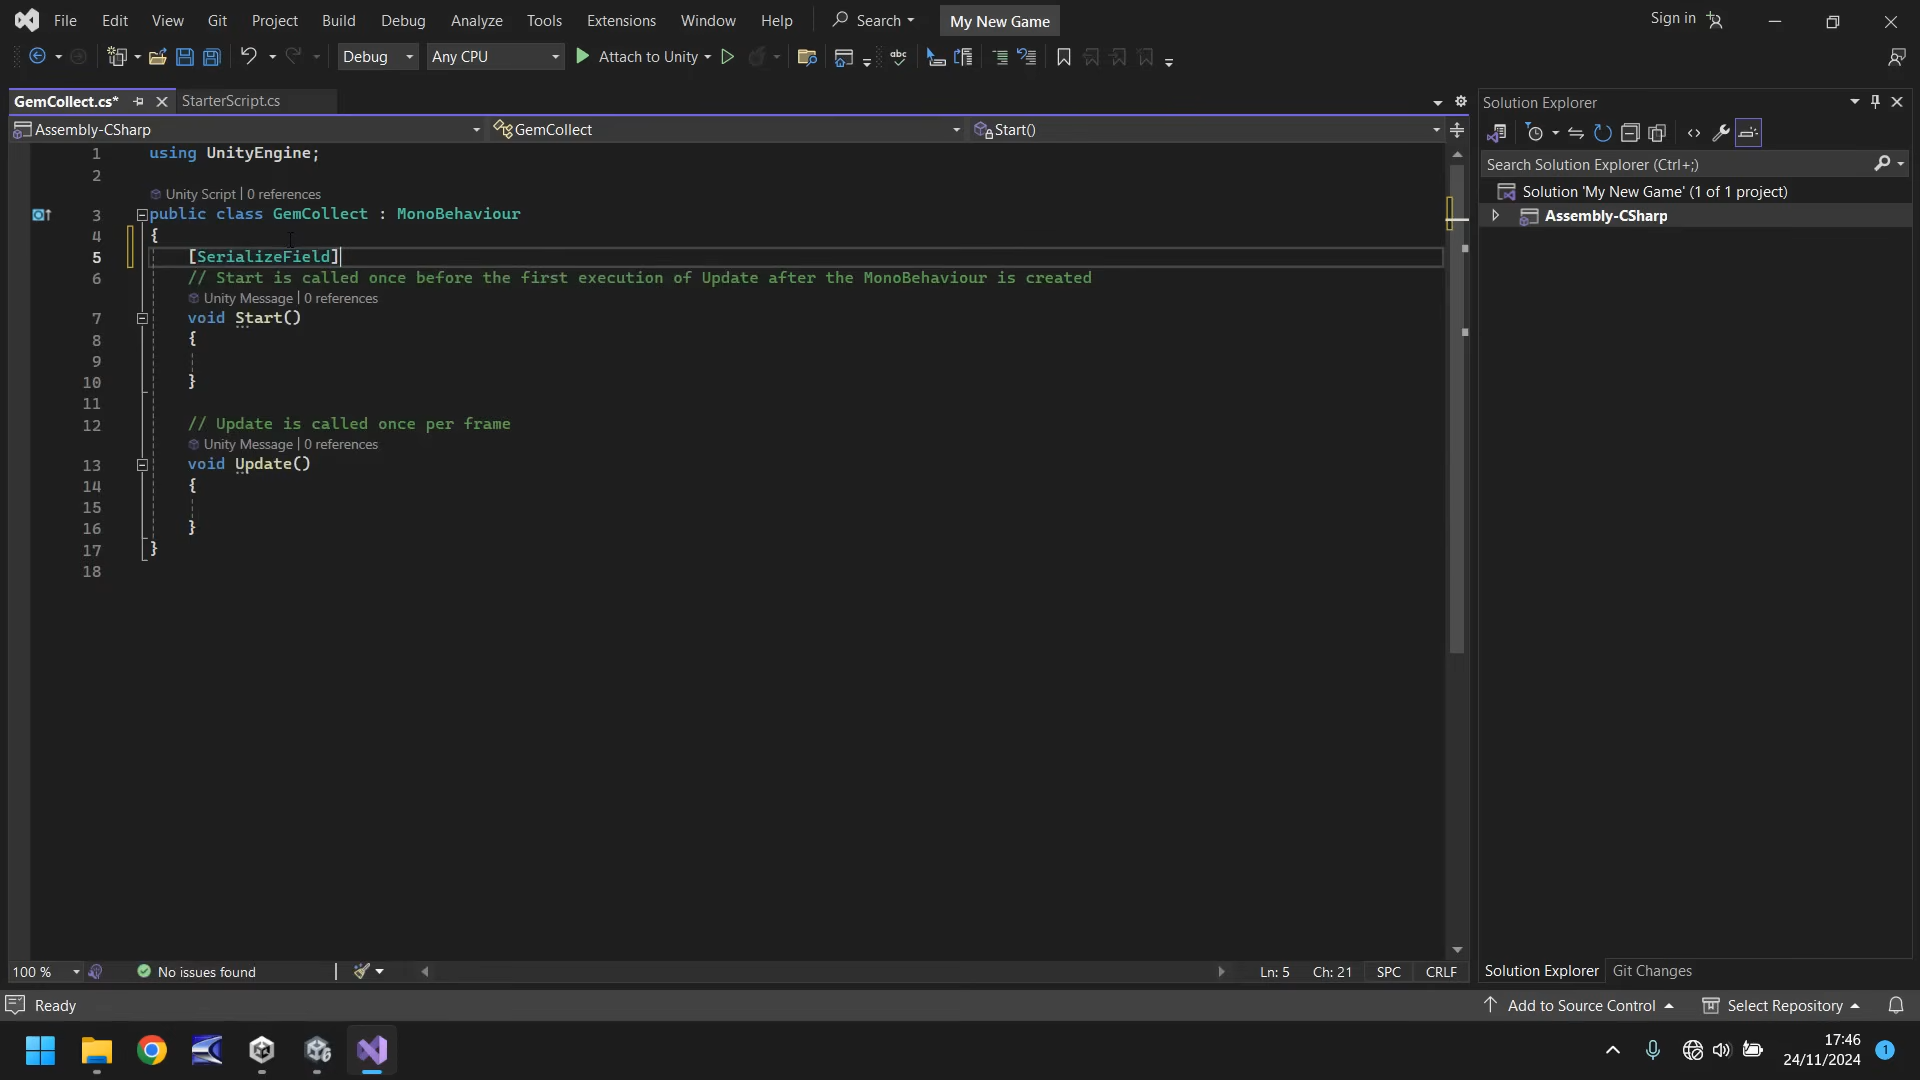 File Edit View Git Project Build Debug Analyze Tools Extensions Window Help Search My New Game Sign in
Debug Any CPU Attach to Unity abc
GemCollect.cs* StarterScript.cs
Assembly-CSharp GemCollect Start()
1 using UnityEngine;
2
Unity Script | 0 references
3 public class GemCollect : MonoBehaviour
4 {
5 [SerializeField]
6 // Start is called once before the first execution of Update after the MonoBehaviour is created
Unity Message | 0 references
7 void Start()
8 {
9
10 }
11
12 // Update is called once per frame
Unity Message | 0 references
13 void Update()
14 {
15
16 }
17 }
18
100 % No issues found Ln: 5 Ch: 21 SPC CRLF
Solution Explorer
Search Solution Explorer (Ctrl+;)
Solution 'My New Game' (1 of 1 project)
Assembly-CSharp
Solution Explorer Git Changes
Ready Add to Source Control Select Repository
6
17:46
24/11/2024
1